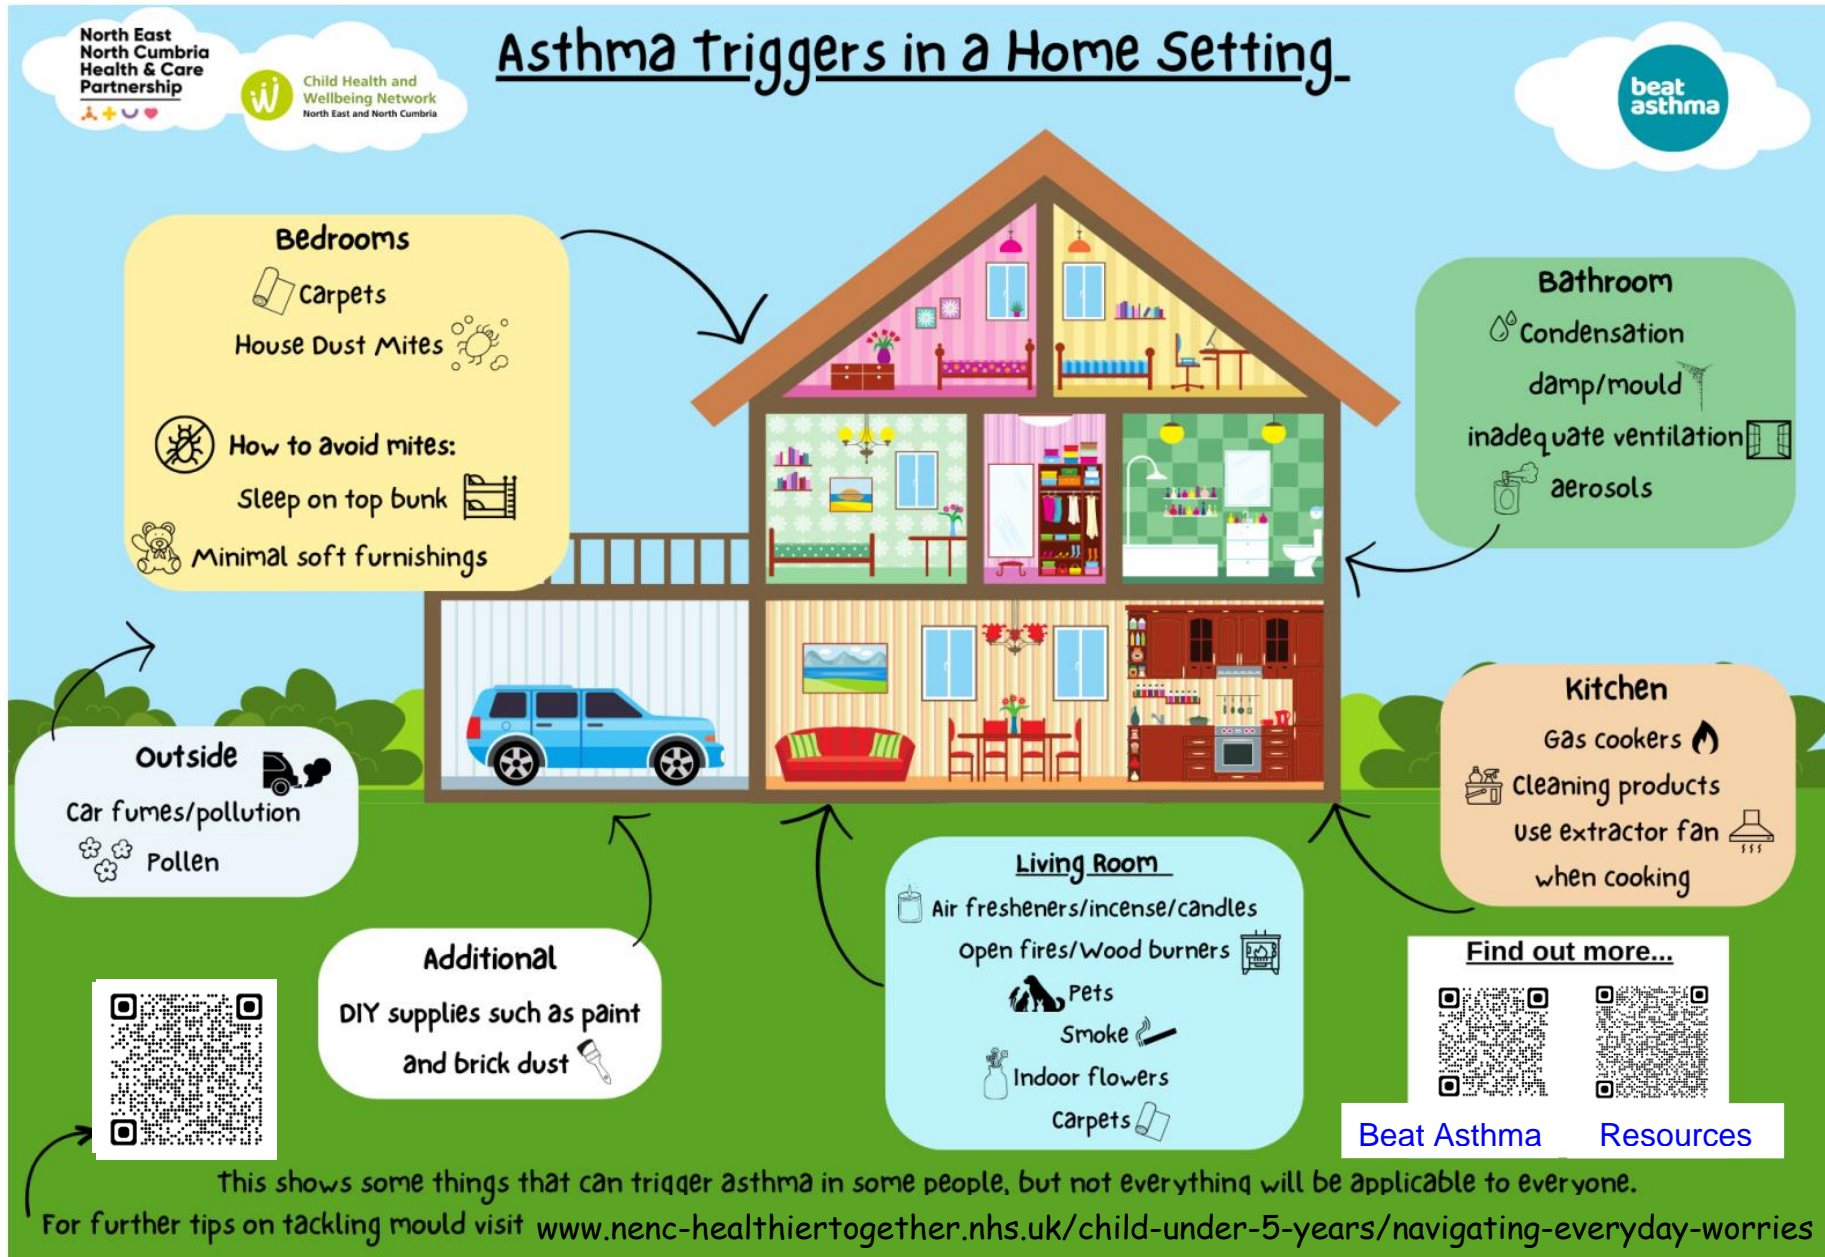 North East
North Cumbria
Health & Care
Partnership
Child Health and
Wellbeing Network
North East and North Cumbria
Asthma Triggers in a Home Setting
beat
asthma
Bedrooms
Carpets
House Dust Mites
How to avoid mites:
Sleep on top bunk
Minimal soft furnishings
Bathroom
Condensation
damp/mould
inadequate ventilation
aerosols
Outside
Car fumes/pollution
Pollen
Kitchen
Gas cookers
Cleaning products
Use extractor fan
when cooking
Additional
DIY supplies such as paint
and brick dust
Living Room
Air fresheners/incense/candles
Open fires/Wood burners
Pets
Smoke
Indoor flowers
Carpets
Find out more...
Beat Asthma
Resources
This shows some things that can trigger asthma in some people, but not everything will be applicable to everyone.
For further tips on tackling mould visit www.nenc-healthiertogether.nhs.uk/child-under-5-years/navigating-everyday-worries